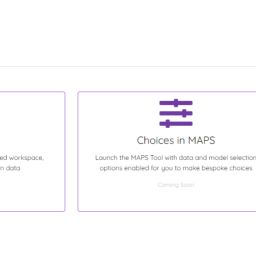 ed workspace,
n data
Choices in MAPS
Launch the MAPS Tool with data and model selection
options enabled for you to make bespoke choices
Coming Soon